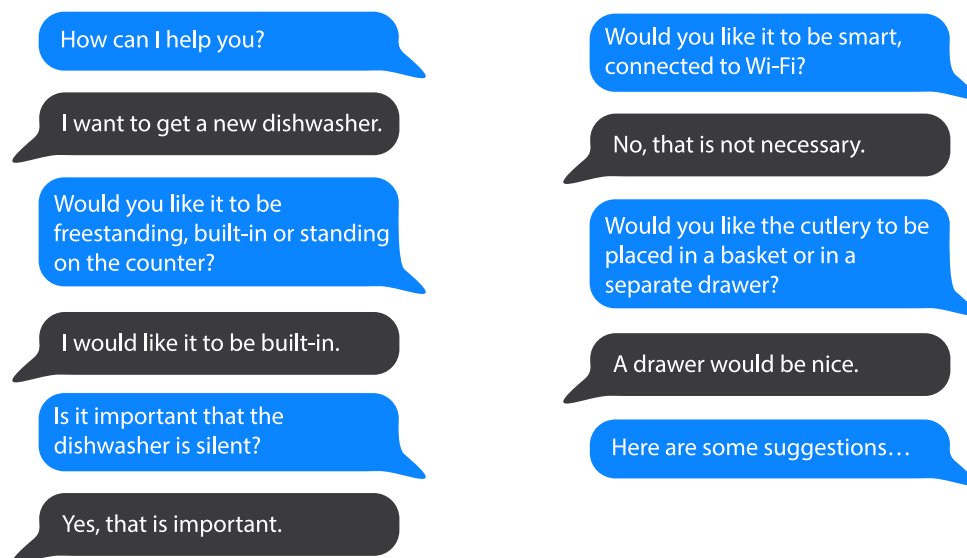 How can I help you?
I want to get a new dishwasher.
Would you like it to be
freestanding, built-in or standing
on the counter?
I would like it to be built-in.
Is it important that the
dishwasher is silent?
Yes, that is important.
Would you like it to be smart,
connected to Wi-Fi?
No, that is not necessary.
Would you like the cutlery to be
placed in a basket or in a
separate drawer?
A drawer would be nice.
Here are some suggestions…